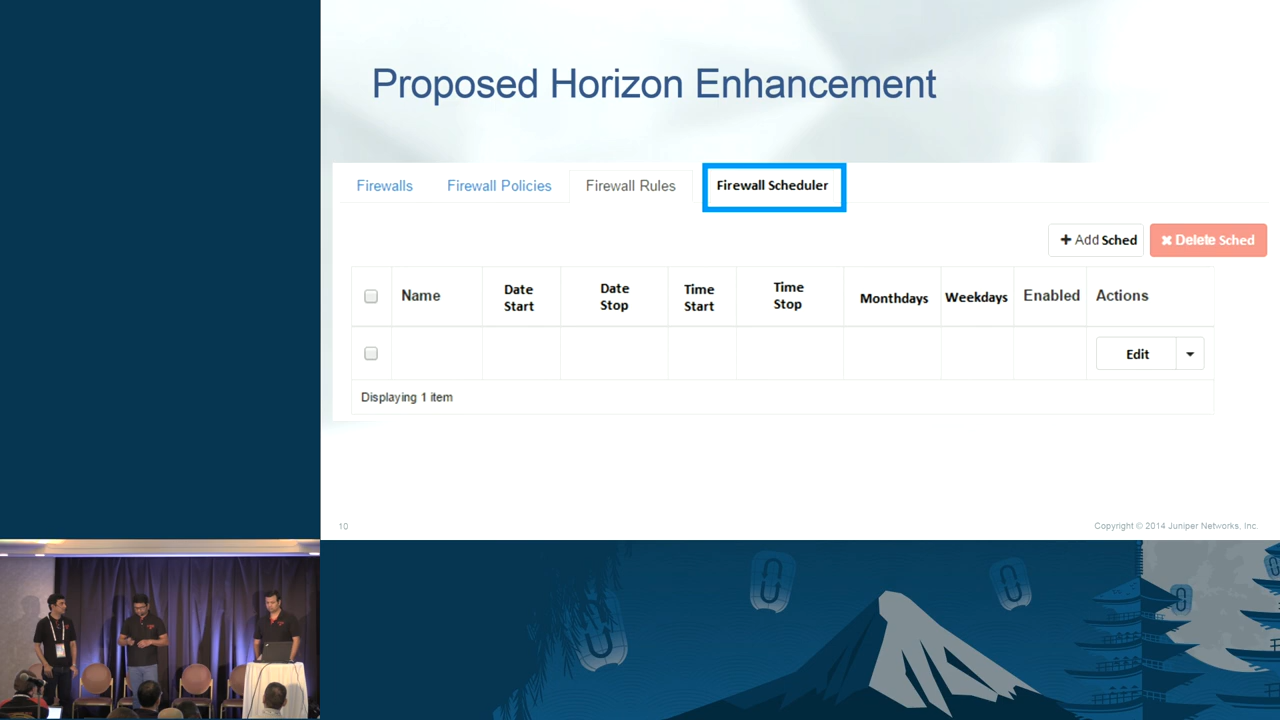 Proposed Horizon Enhancement
Firewalls Firewall Policies Firewall Rules Firewall Scheduler
+ Add Sched ✖ Delete Sched
Name Date Start Date Stop Time Start Time Stop Monthdays Weekdays Enabled Actions
Edit
Displaying 1 item
10 Copyright © 2014 Juniper Networks, Inc.